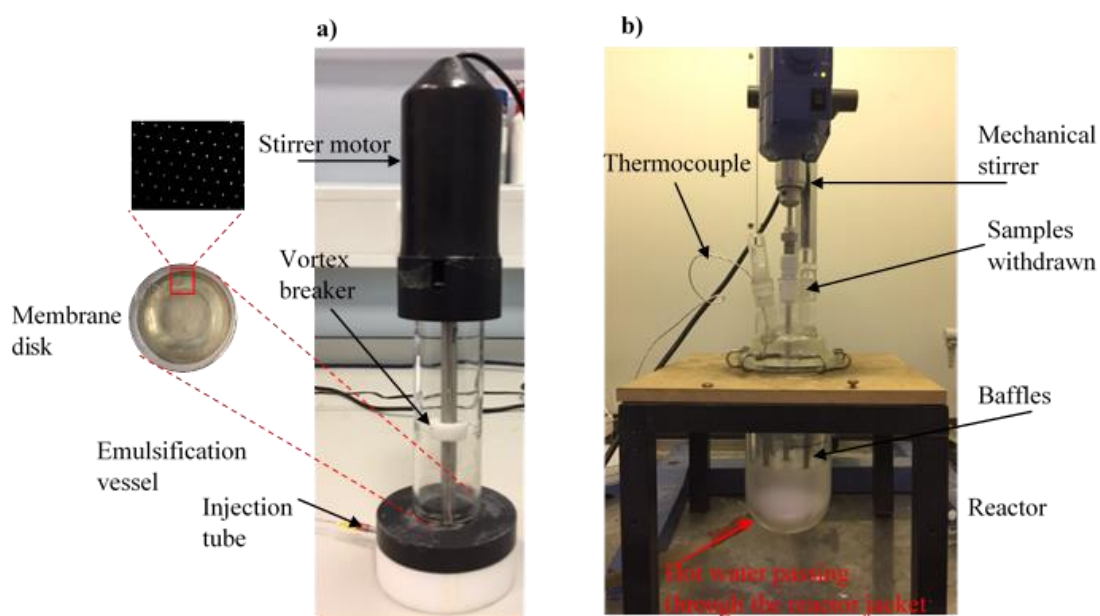 a)
Stirrer motor
Vortex
breaker
Membrane
disk
Emulsification
vessel
Injection
tube
b)
Thermocouple
Mechanical
stirrer
Samples
withdrawn
Baffles
Reactor
Hot water passing
through the reactor jacket